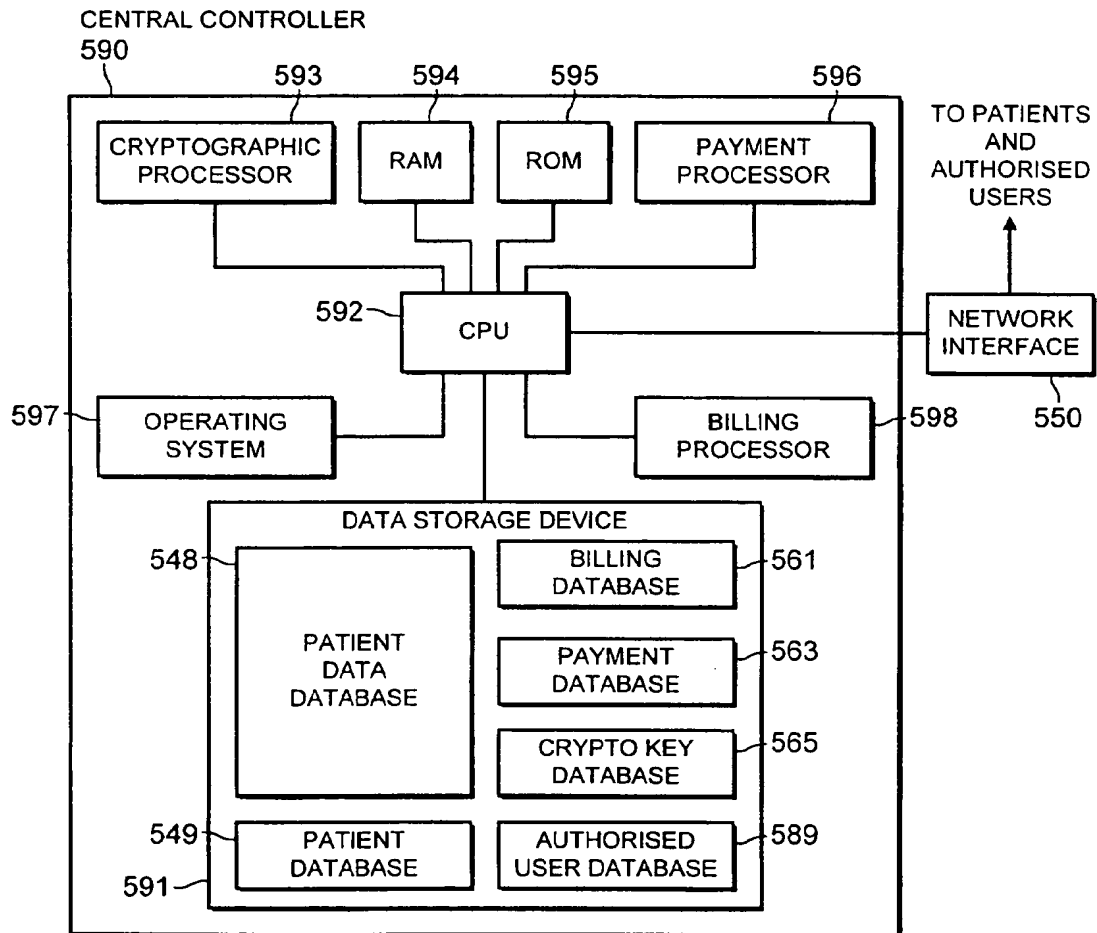 CENTRAL CONTROLLER
590
593
594
595
596
CRYPTOGRAPHIC
PROCESSOR
RAM
ROM
PAYMENT
PROCESSOR
TO PATIENTS
AND
AUTHORISED
USERS
592
CPU
NETWORK
INTERFACE
550
597
OPERATING
SYSTEM
BILLING
PROCESSOR
598
DATA STORAGE DEVICE
548
PATIENT
DATA
DATABASE
BILLING
DATABASE
561
PAYMENT
DATABASE
563
CRYPTO KEY
DATABASE
565
549
PATIENT
DATABASE
AUTHORISED
USER DATABASE
589
591